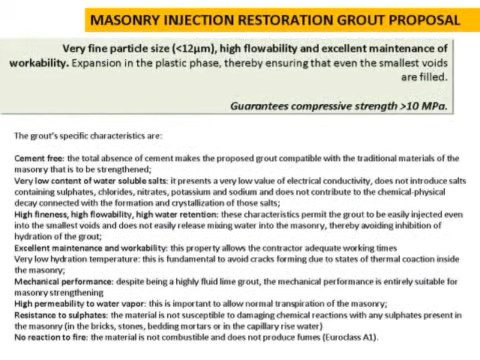 MASONRY INJECTION RESTORATION GROUT PROPOSAL
Very fine particle size (<12µm), high flowability and excellent maintenance of
workability. Expansion in the plastic phase, thereby ensuring that even the smallest voids
are filled.
Guarantees compressive strength >10 MPa.
The grout's specific characteristics are:
Cement free: the total absence of cement makes the proposed grout compatible with the traditional materials of the
masonry that is to be strengthened;
Very low content of water soluble salts: it presents a very low value of electrical conductivity, does not introduce salts
containing sulphates, chlorides, nitrates, potassium and sodium and does not contribute to the chemical-physical
decay connected with the formation and crystallization of those salts;
High fineness, high flowability, high water retention: these characteristics permit the grout to be easily injected even
into the smallest voids and does not easily release mixing water into the masonry, thereby avoiding inhibition of
hydration of the grout;
Excellent maintenance and workability: this property allows the contractor adequate working times
Very low hydration temperature: this is fundamental to avoid cracks forming due to states of thermal coaction inside
the masonry;
Mechanical performance: despite being a highly fluid lime grout, the mechanical performance is entirely suitable for
masonry strengthening
High permeability to water vapor: this is important to allow normal transpiration of the masonry;
Resistance to sulphates: the material is not susceptible to damaging chemical reactions with any sulphates present in
the masonry (in the bricks, stones, bedding mortars or in the capillary rise water)
No reaction to fire: the material is not combustible and does not produce fumes (Euroclass A1).